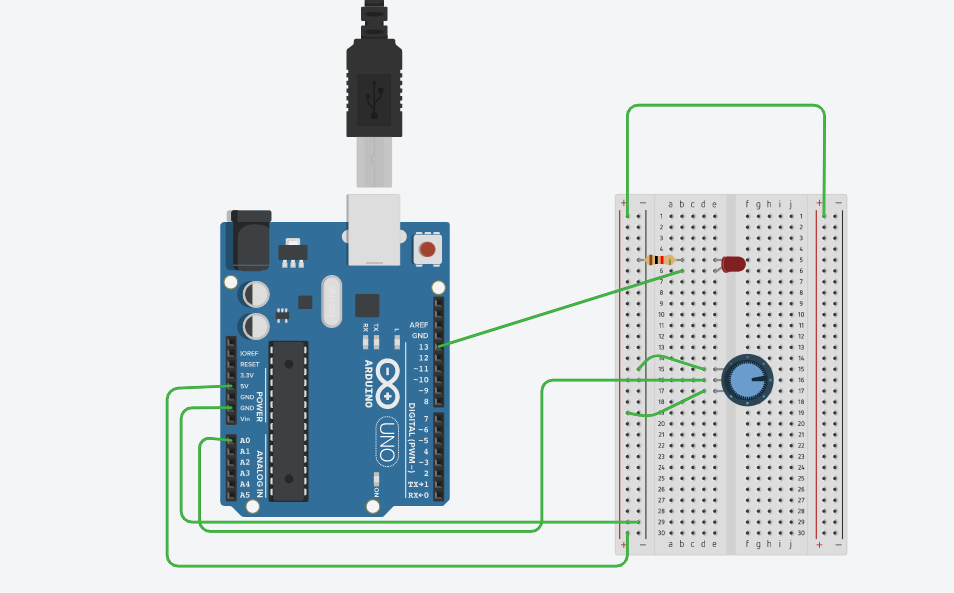 AREF
GND
13
12
~11
~10
~9
8
7
~6
~5
4
~3
2
TX→1
RX←0
DIGITAL (PWM~)
IOREF
RESET
3.3V
5V
GND
GND
Vin
POWER
A0
A1
A2
A3
A4
A5
ANALOG IN
RX
TX
L
ARDUINO
UNO
ON
+ − a b c d e f g h i j + −
1 1
2 2
3 3
4 4
5 5
6 6
7 7
8 8
9 9
10 10
11 11
12 12
13 13
14 14
15 15
16 16
17 17
18 18
19 19
20 20
21 21
22 22
23 23
24 24
25 25
26 26
27 27
28 28
29 29
30 30
+ − a b c d e f g h i j + −